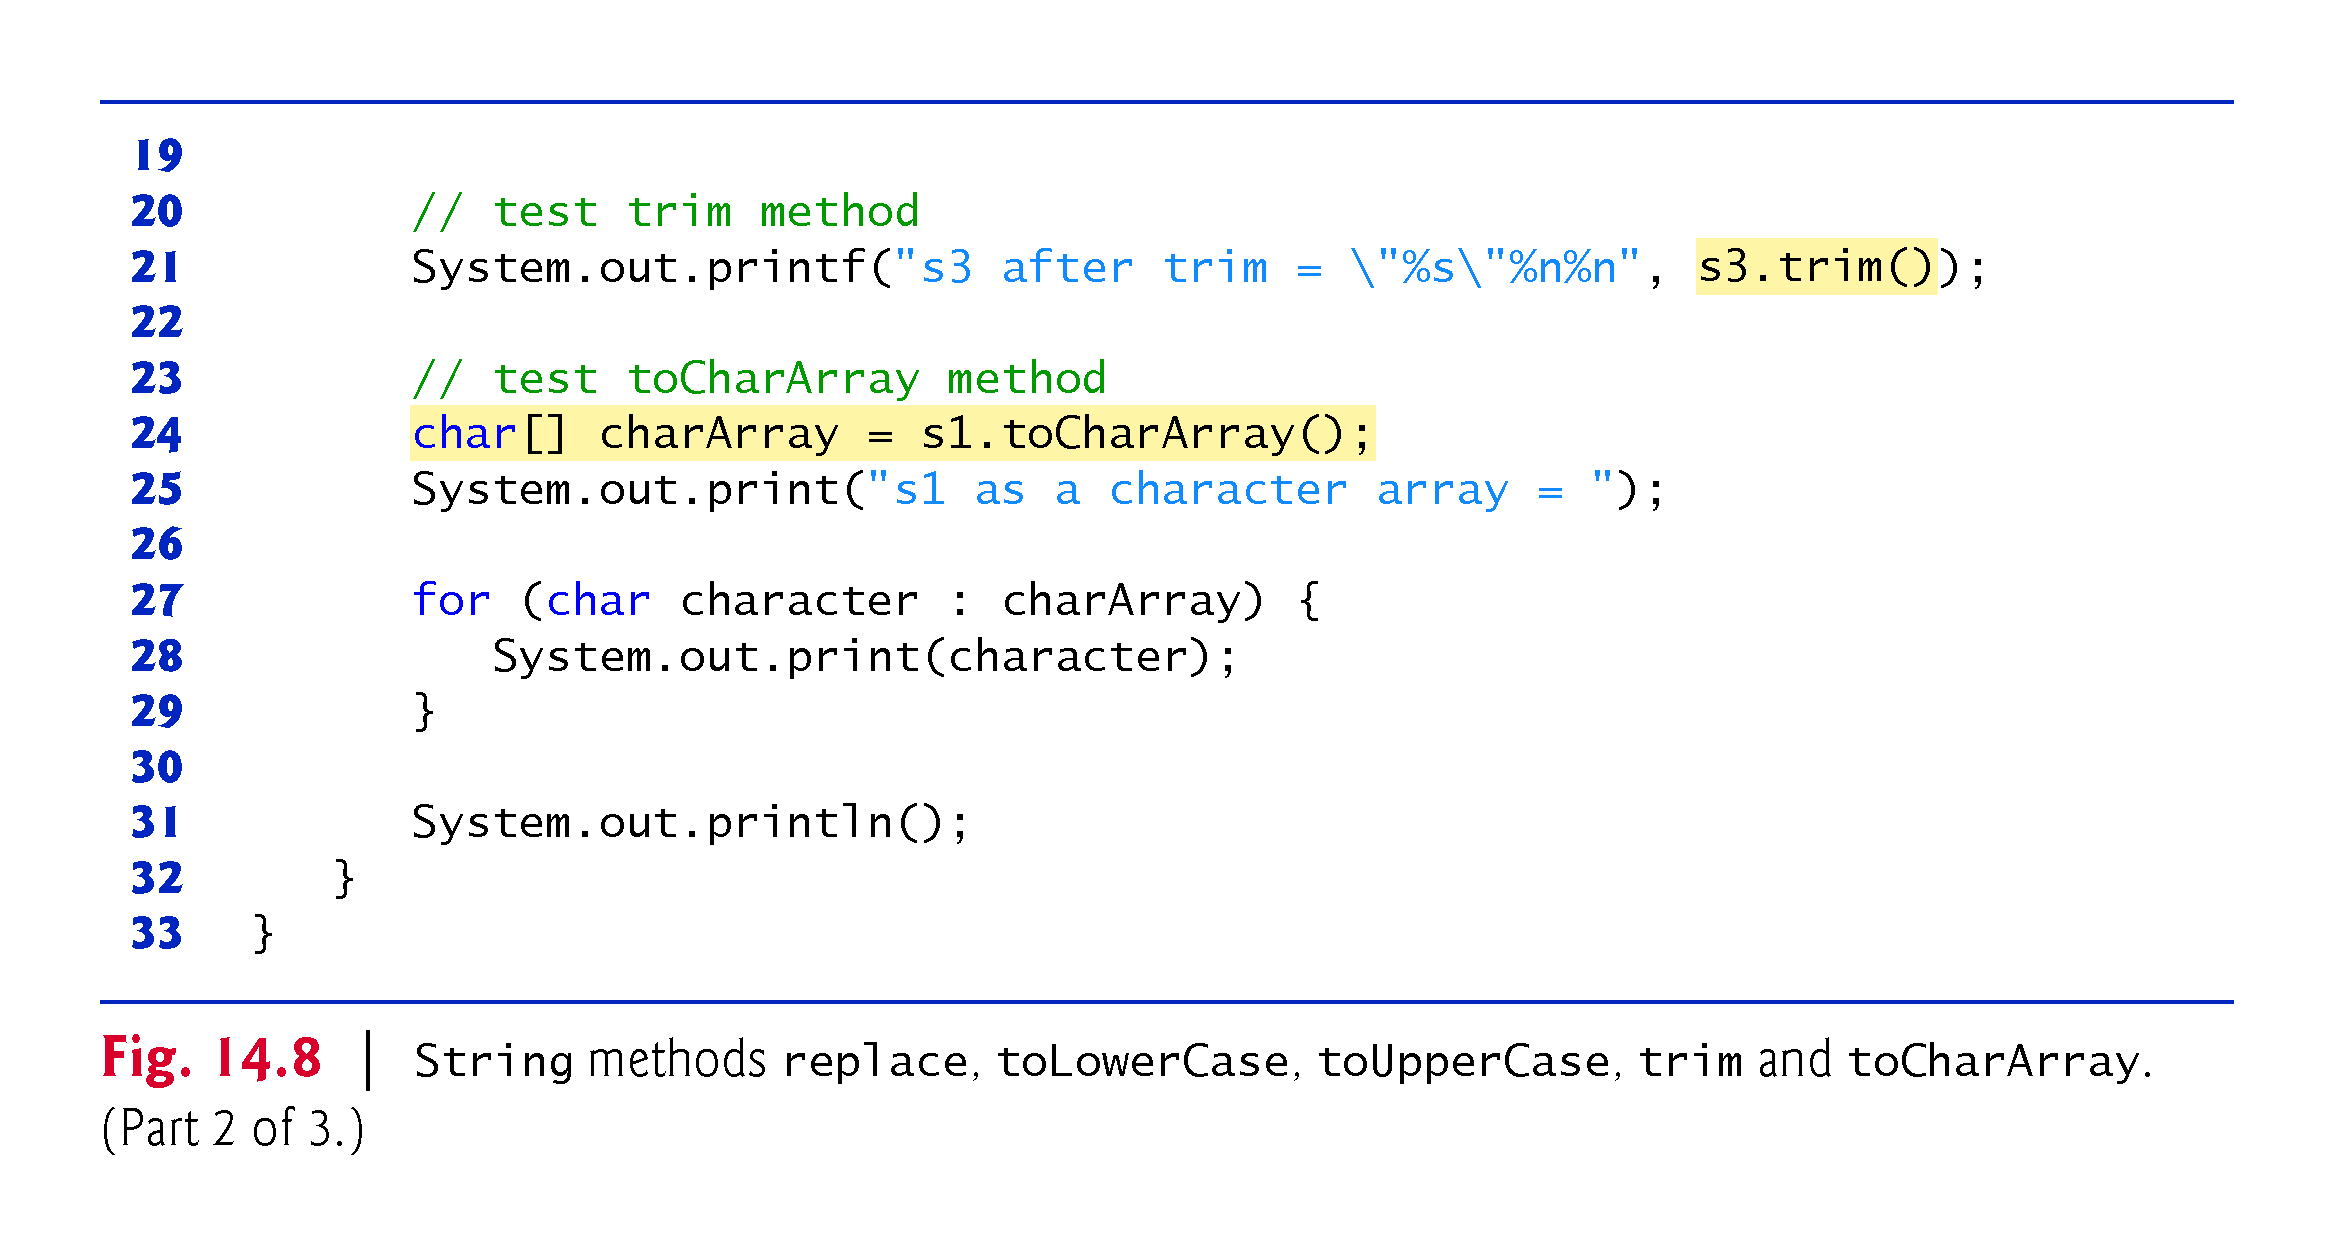 19
20 // test trim method
21 System.out.printf("s3 after trim = \"%s\"%n%n", s3.trim());
22
23 // test toCharArray method
24 char[] charArray = s1.toCharArray();
25 System.out.print("s1 as a character array = ");
26
27 for (char character : charArray) {
28 System.out.print(character);
29 }
30
31 System.out.println();
32 }
33 }
Fig. 14.8 | String methods replace, toLowerCase, toUpperCase, trim and toCharArray.
(Part 2 of 3.)